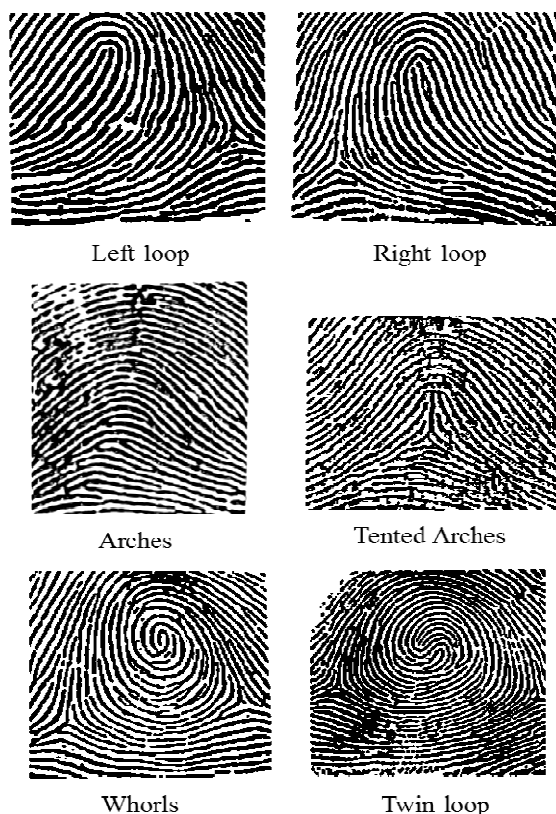 Left loop
Right loop
Arches
Tented Arches
Whorls
Twin loop